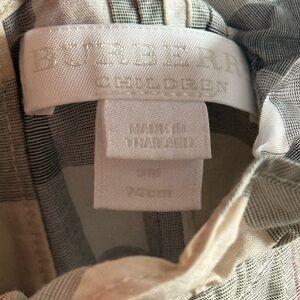 BURBERRY
CHILDREN
MADE IN
THAILAND
9M
74cm